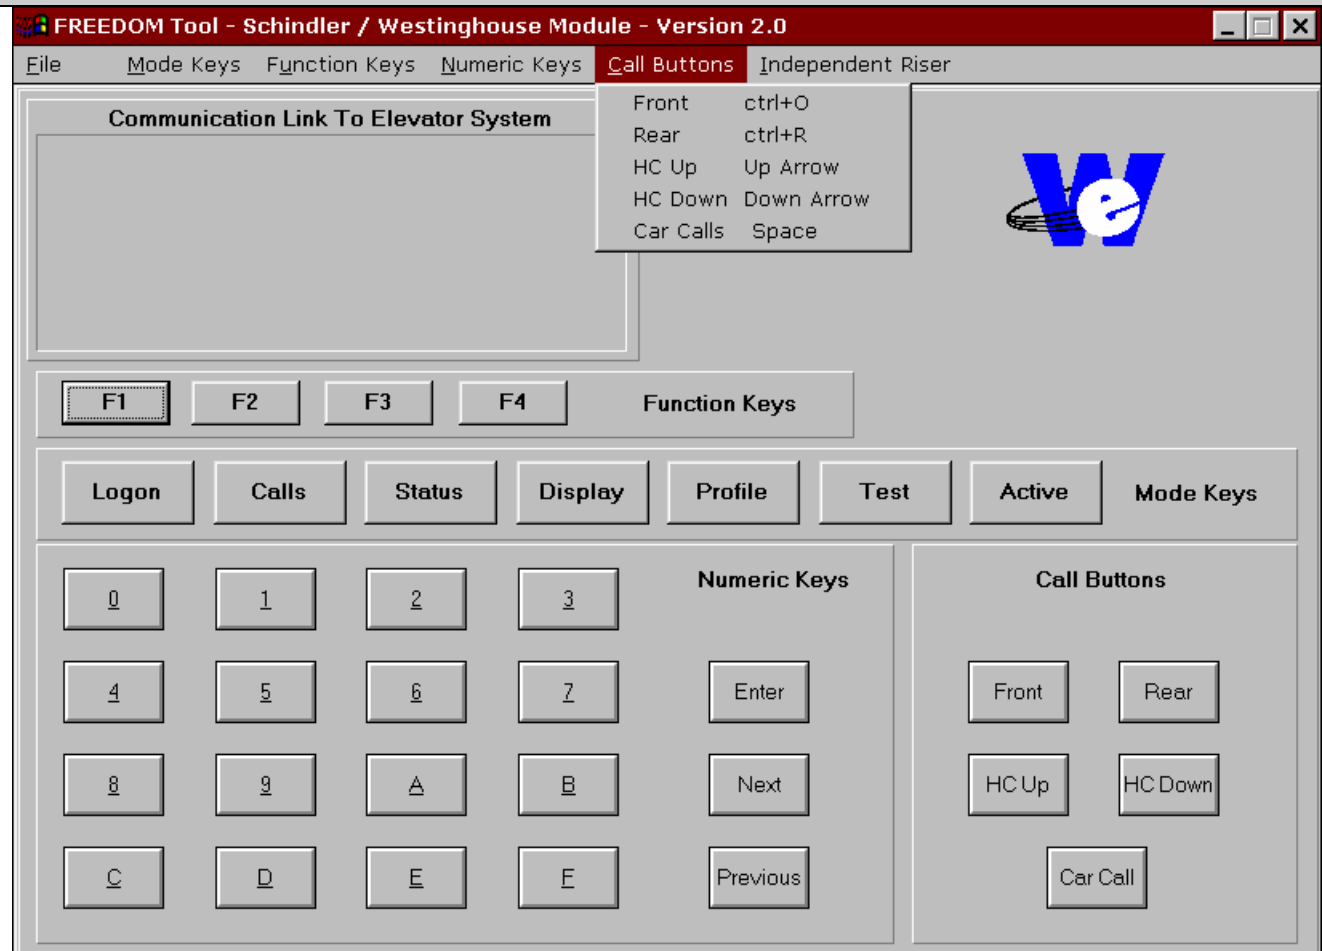 FREEDOM Tool - Schindler / Westinghouse Module - Version 2.0
File Mode Keys Function Keys Numeric Keys Call Buttons Independent Riser
Front ctrl+O
Rear ctrl+R
HC Up Up Arrow
HC Down Down Arrow
Car Calls Space
Communication Link To Elevator System
We
F1 F2 F3 F4 Function Keys
Logon Calls Status Display Profile Test Active Mode Keys
Numeric Keys
0 1 2 3
4 5 6 7 Enter
8 9 A B Next
C D E F Previous
Call Buttons
Front Rear
HC Up HC Down
Car Call